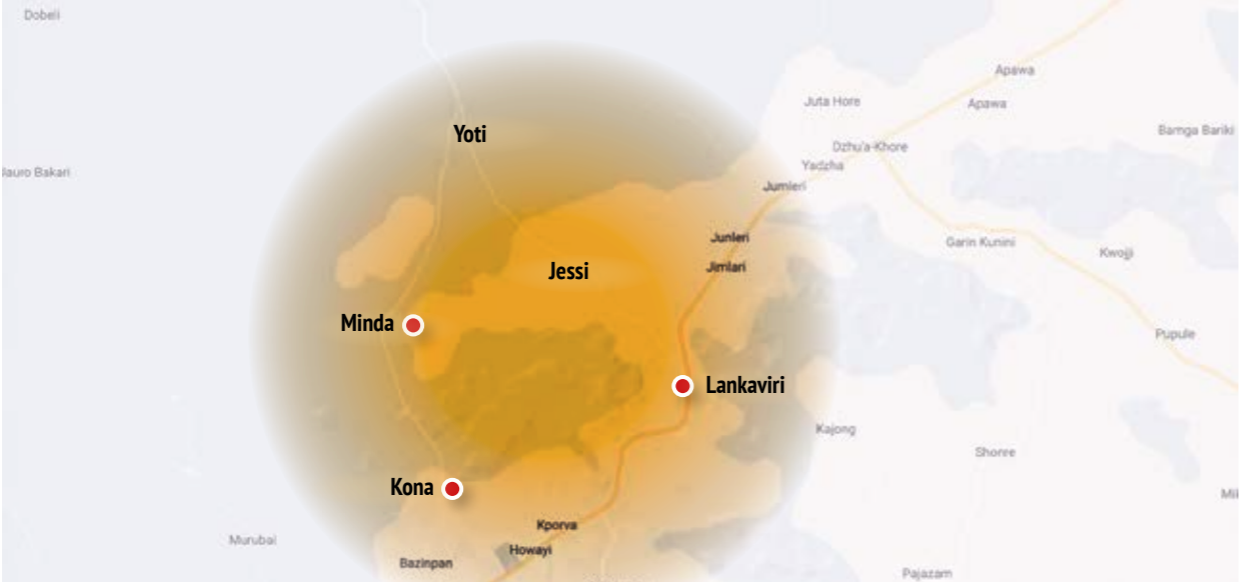 Dobeli
Apawa
Juta Hore
Apawa
Yoti
Bamga Bariki
Dzhu'a-Khore
Yadzha
Jauro Bakari
Jumleri
Junleri
Garin Kunini
Kwojji
Jimlari
Jessi
Minda
Pupule
Lankaviri
Kajong
Shonre
Kona
Kporva
Murubai
Howayi
Bazinpan
Pajazam